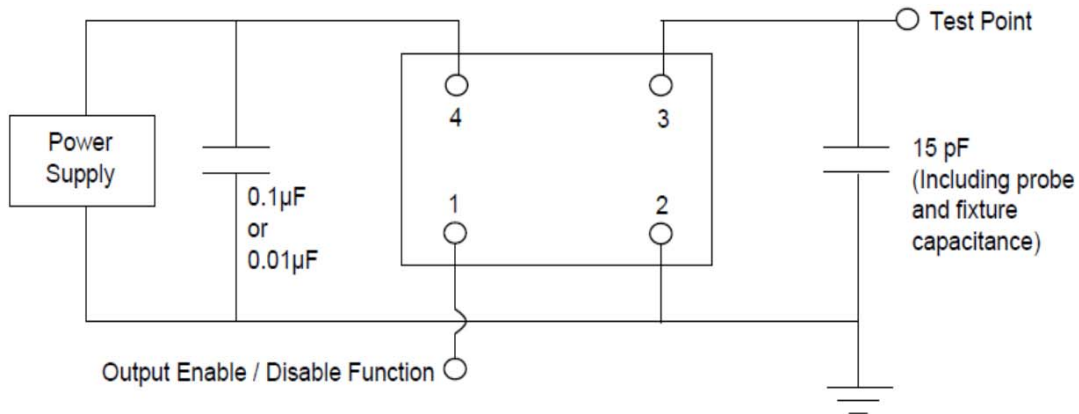 Test Point
4
3
Power
Supply
15 pF
(Including probe
and fixture
capacitance)
0.1µF
or
0.01µF
1
2
Output Enable / Disable Function